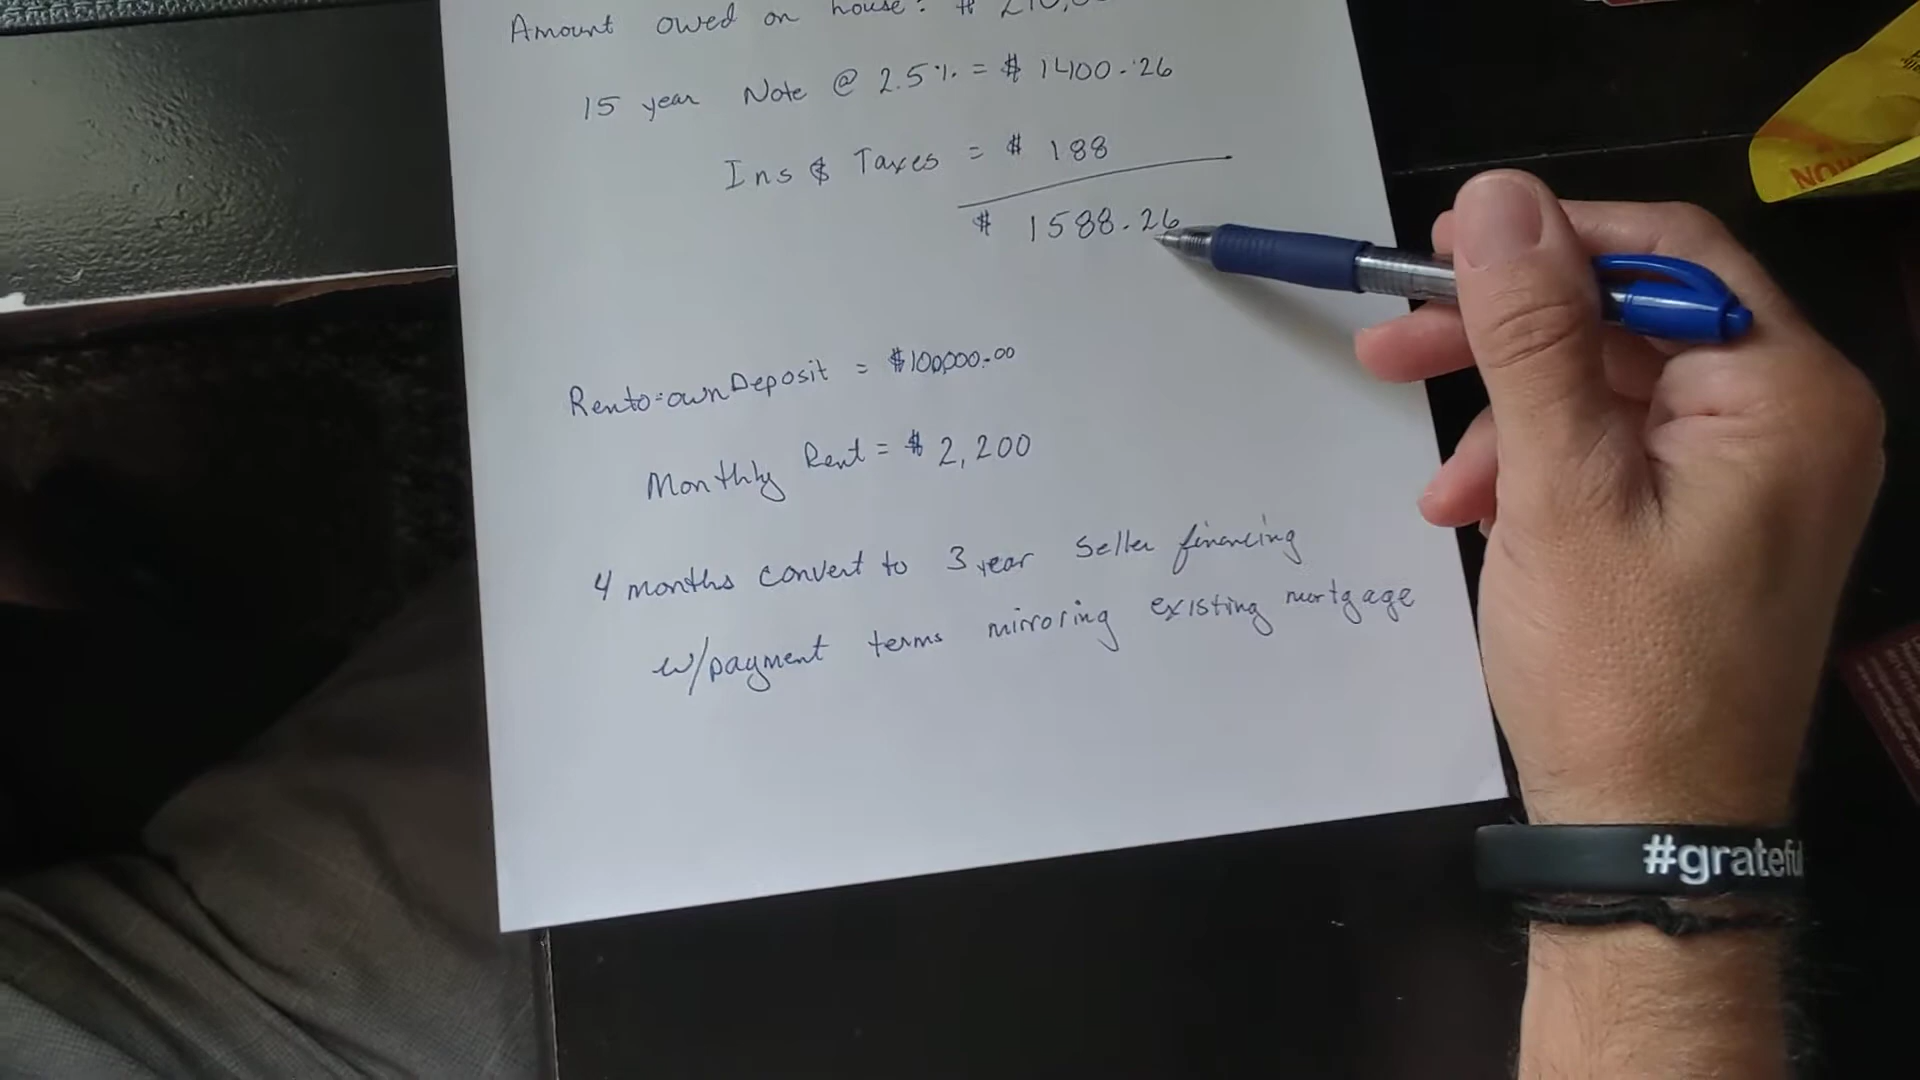 Amount owed on house: $ 210,
15 year Note @ 2.5% = $ 1400.26
Ins & Taxes = $ 188
$ 1588.26
Rento=own Deposit = $100,000.00
Monthly Rent = $ 2,200
4 months convert to 3 year seller financing
w/payment terms mirroring existing mortgage
#grateful